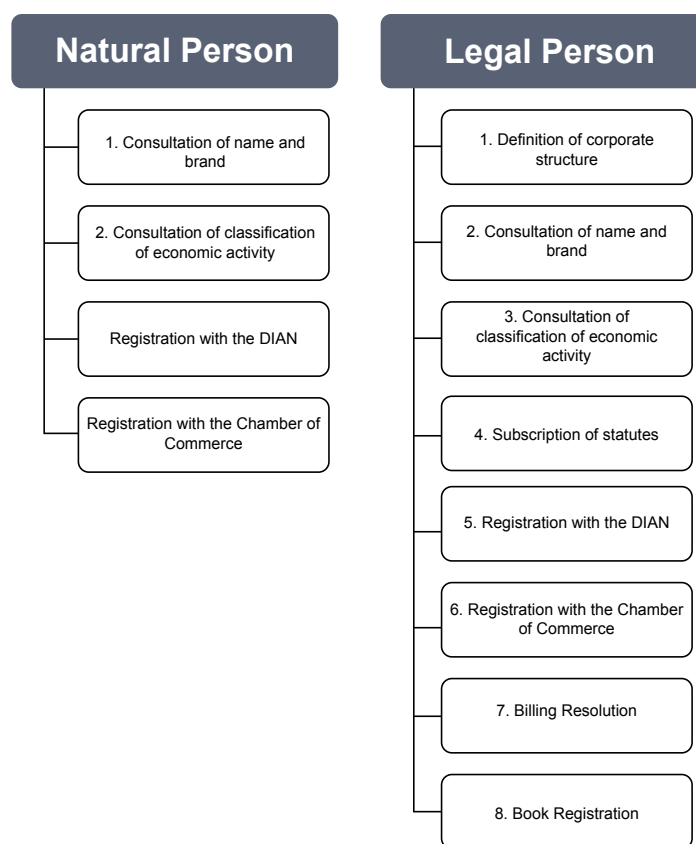 Natural Person
1. Consultation of name and
brand
2. Consultation of classification
of economic activity
Registration with the DIAN
Registration with the Chamber of
Commerce
Legal Person
1. Definition of corporate
structure
2. Consultation of name and
brand
3. Consultation of
classification of economic
activity
4. Subscription of statutes
5. Registration with the DIAN
6. Registration with the Chamber
of Commerce
7. Billing Resolution
8. Book Registration